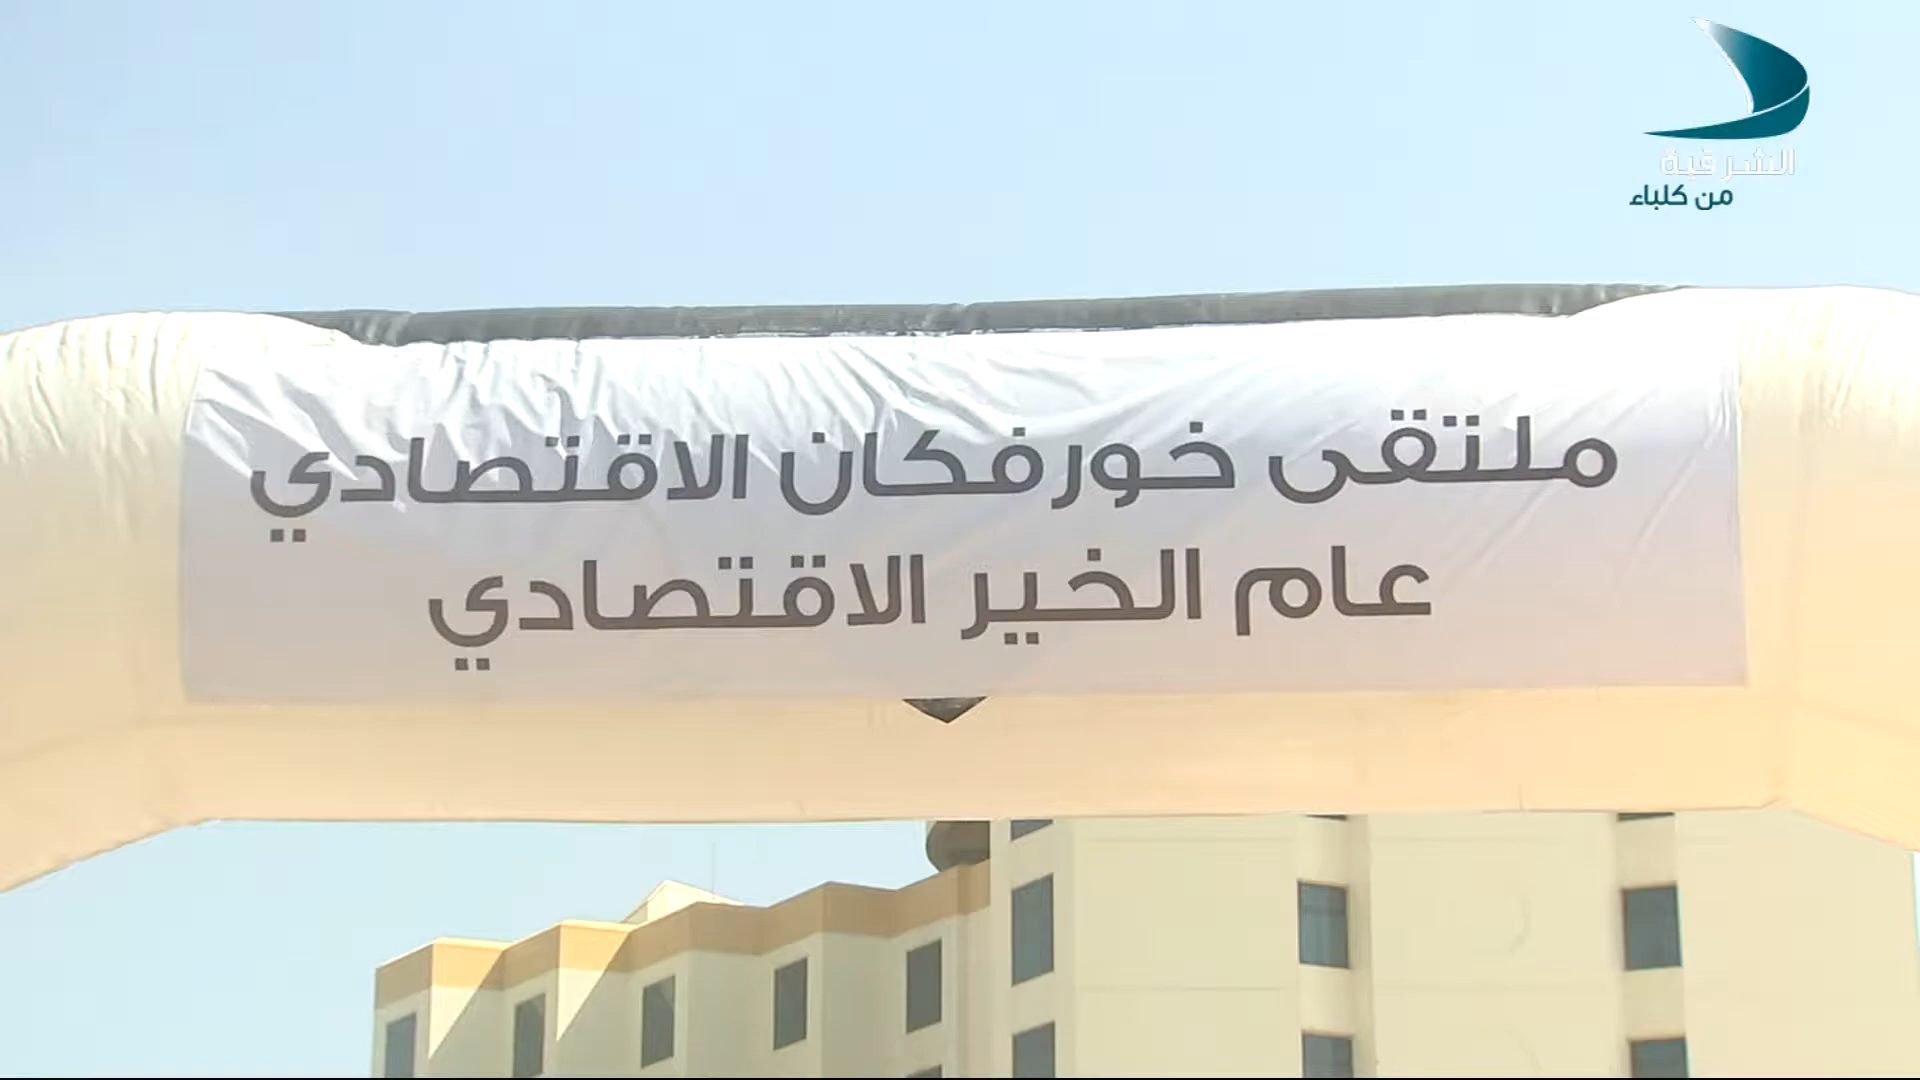 الشرقية
من كلباء
ملتقى خورفكان الاقتصادي
عام الخير الاقتصادي